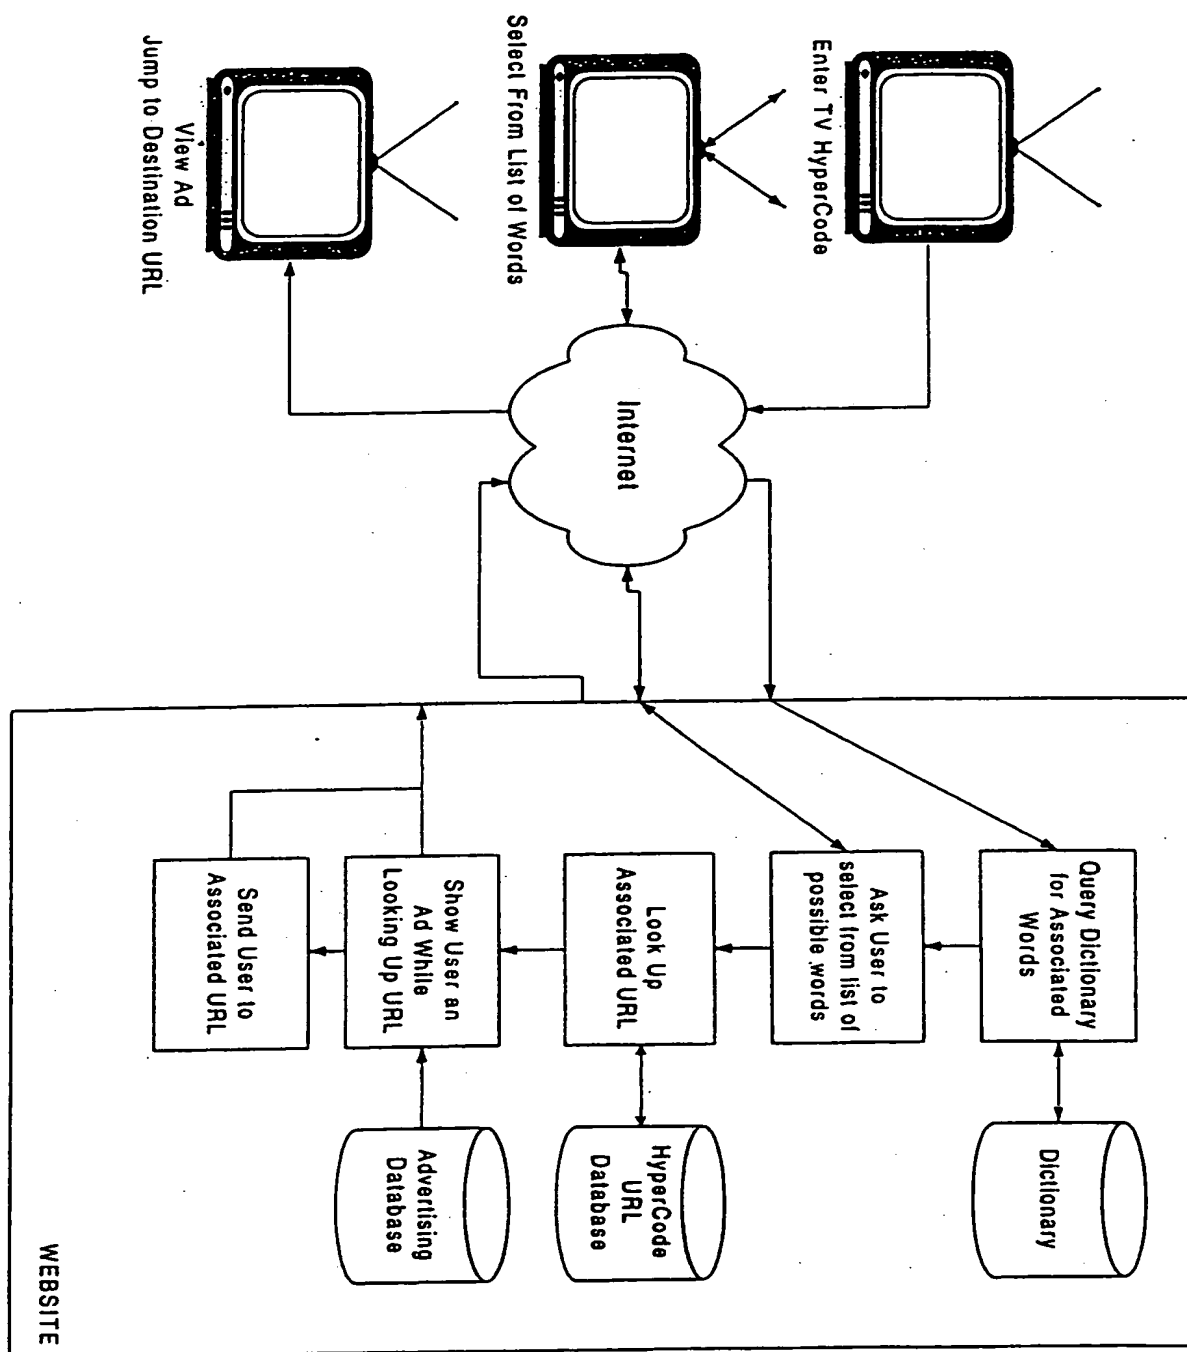 Enter TV HyperCode
Select From List of Words
View Ad
Jump to Destination URL
Internet
Query Dictionary
for Associated
Words
Dictionary
Ask User to
select from list of
possible words
Look Up
Associated URL
HyperCode
URL
Database
Show User an
Ad While
Looking Up URL
Advertising
Database
Send User to
Associated URL
WEBSITE